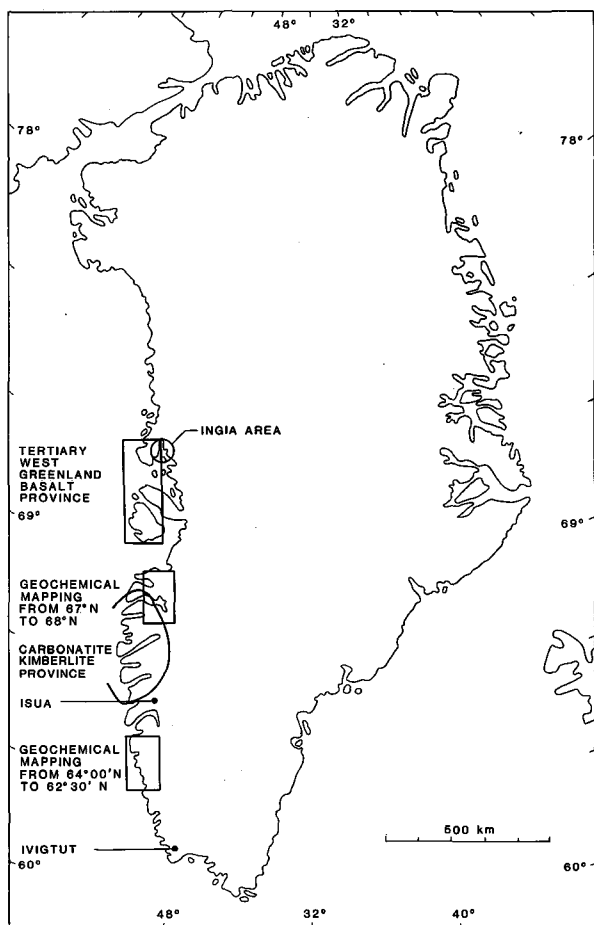 48° 32°
78° 78°
INGIA AREA
TERTIARY
WEST
GREENLAND
BASALT
PROVINCE
69° 69°
GEOCHEMICAL
MAPPING
FROM 67°N
TO 68°N
CARBONATITE
KIMBERLITE
PROVINCE
ISUA
GEOCHEMICAL
MAPPING
FROM 64°00'N
TO 62°30' N
500 km
IVIGTUT
60° 60°
48° 32° 40°